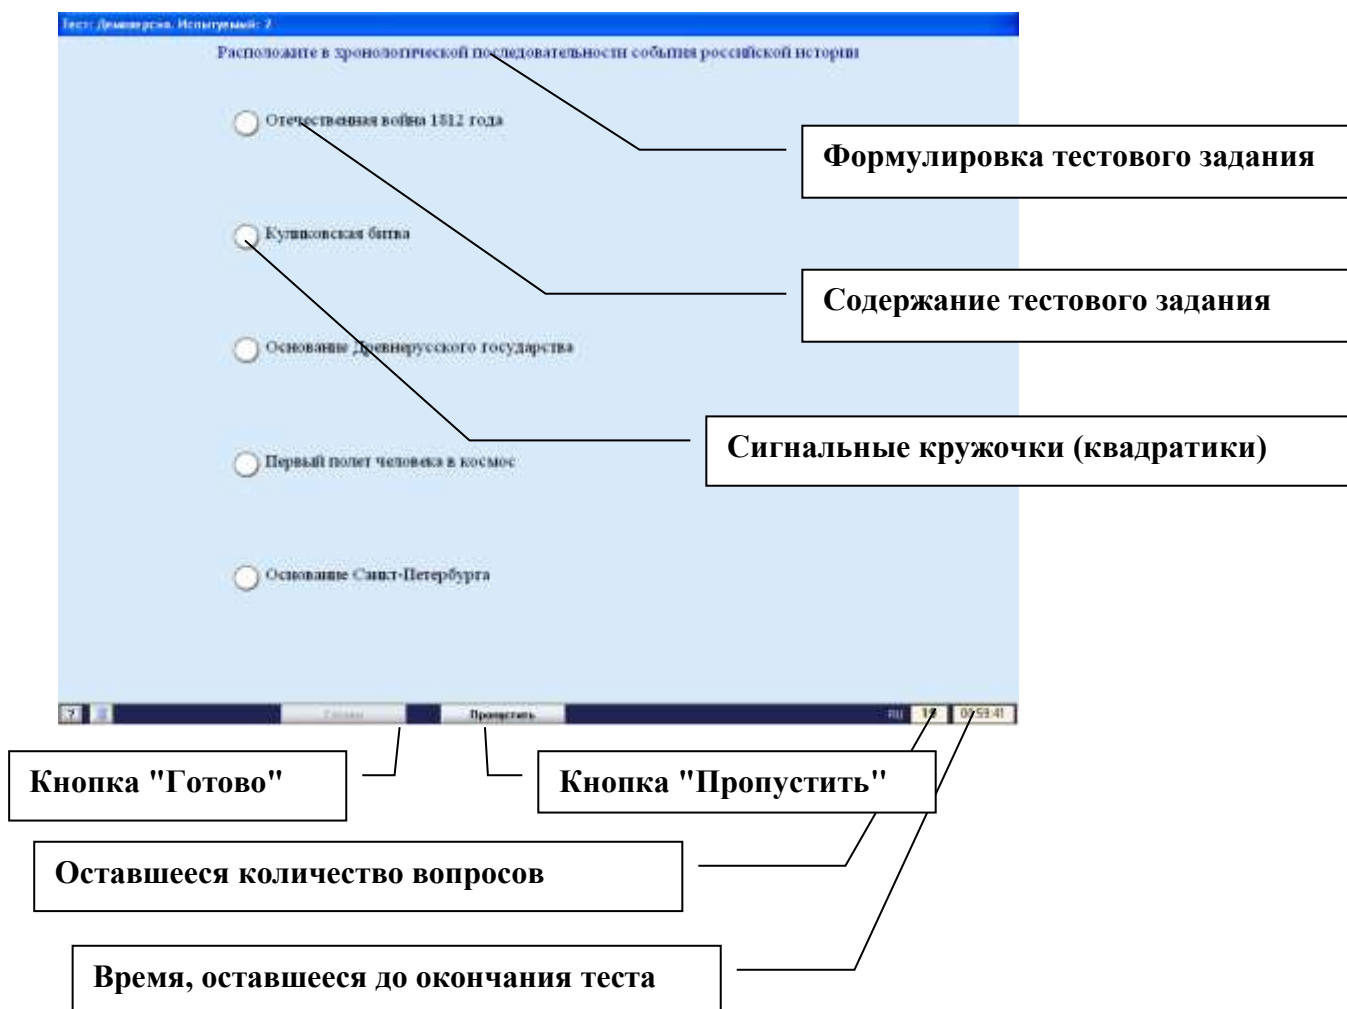 Тест: Демоверсия. Испытуемый: 2
Расположите в хронологической последовательности события российской истории
Отечественная война 1812 года
Формулировка тестового задания
Куликовская битва
Содержание тестового задания
Основание Древнерусского государства
Сигнальные кружочки (квадратики)
Первый полет человека в космос
Основание Санкт-Петербурга
?
Готово
Пропустить
RU
19
00:59:41
Кнопка "Готово"
Кнопка "Пропустить"
Оставшееся количество вопросов
Время, оставшееся до окончания теста